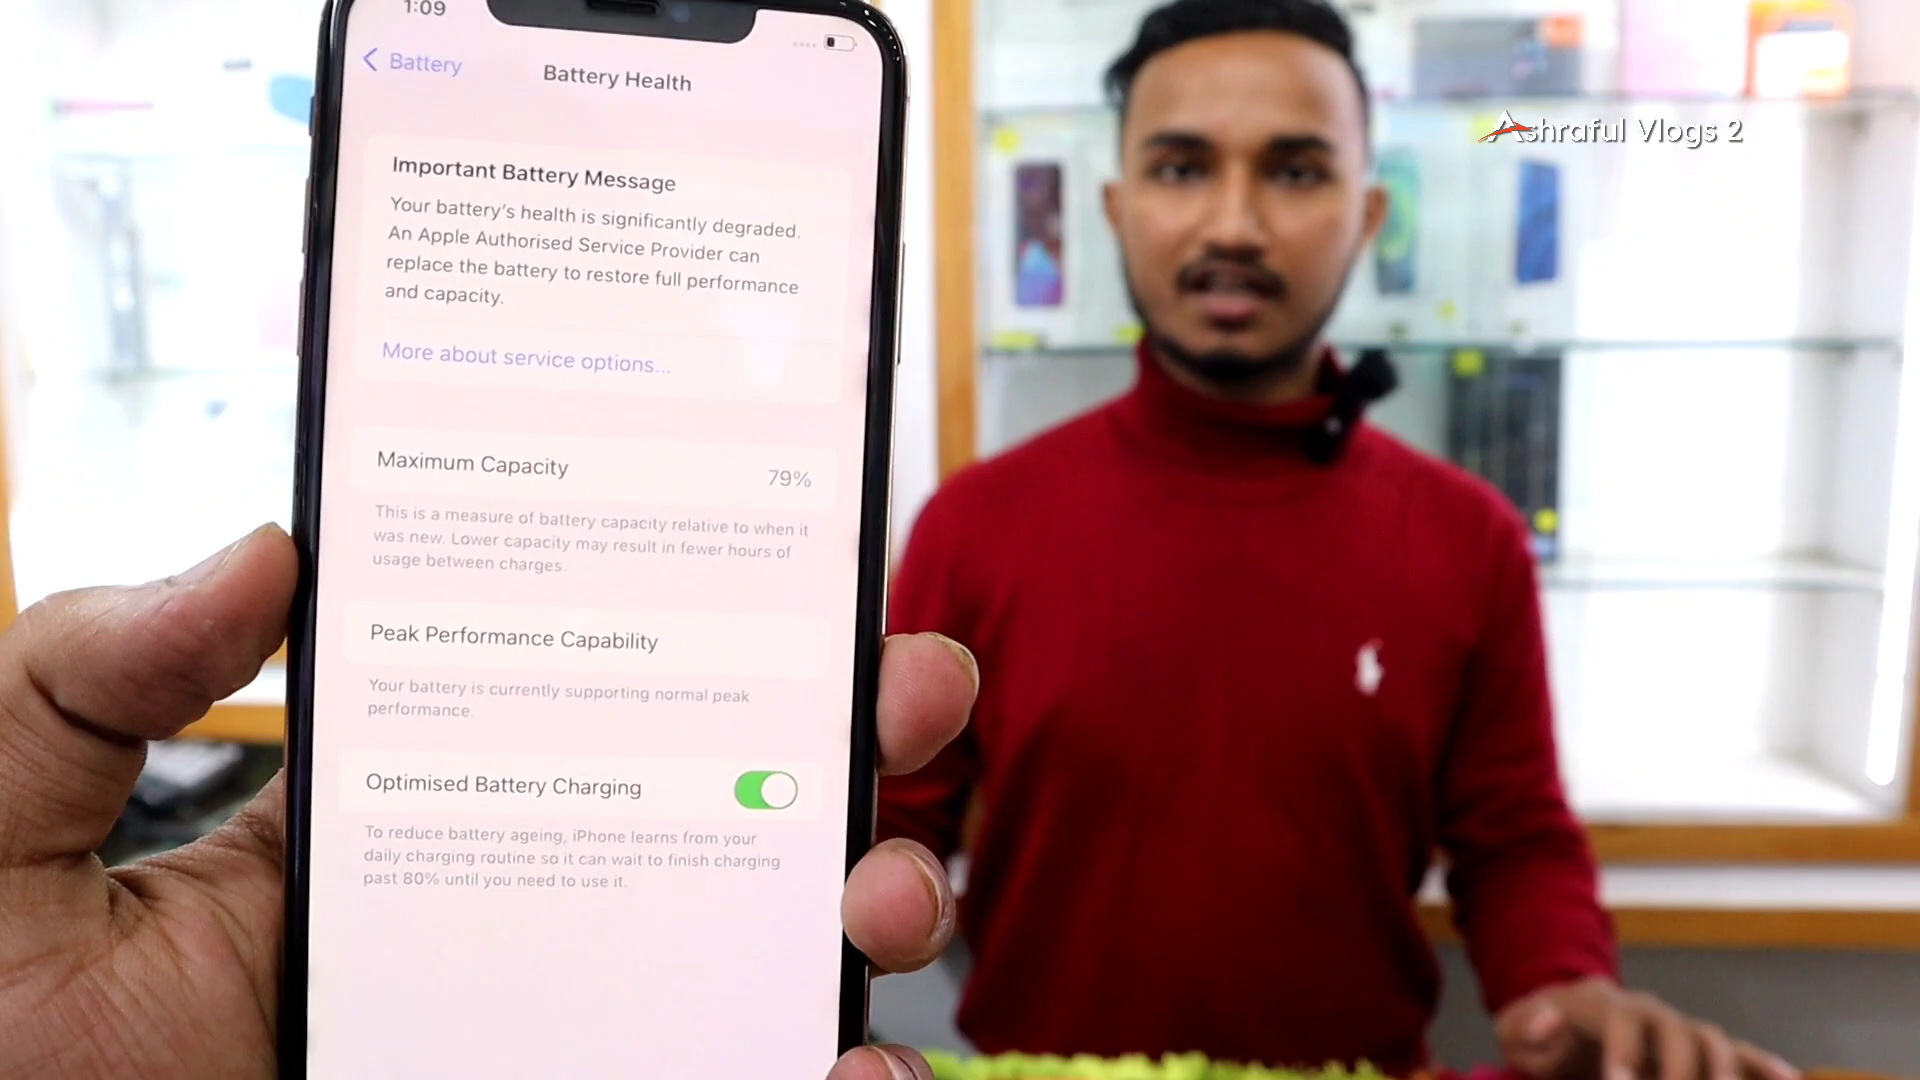 1:09
Battery
Battery Health
Important Battery Message
Your battery's health is significantly degraded.
An Apple Authorised Service Provider can
replace the battery to restore full performance
and capacity.
More about service options...
Maximum Capacity 79%
This is a measure of battery capacity relative to when it
was new. Lower capacity may result in fewer hours of
usage between charges.
Peak Performance Capability
Your battery is currently supporting normal peak
performance.
Optimised Battery Charging
To reduce battery ageing, iPhone learns from your
daily charging routine so it can wait to finish charging
past 80% until you need to use it.
Ashraful Vlogs 2